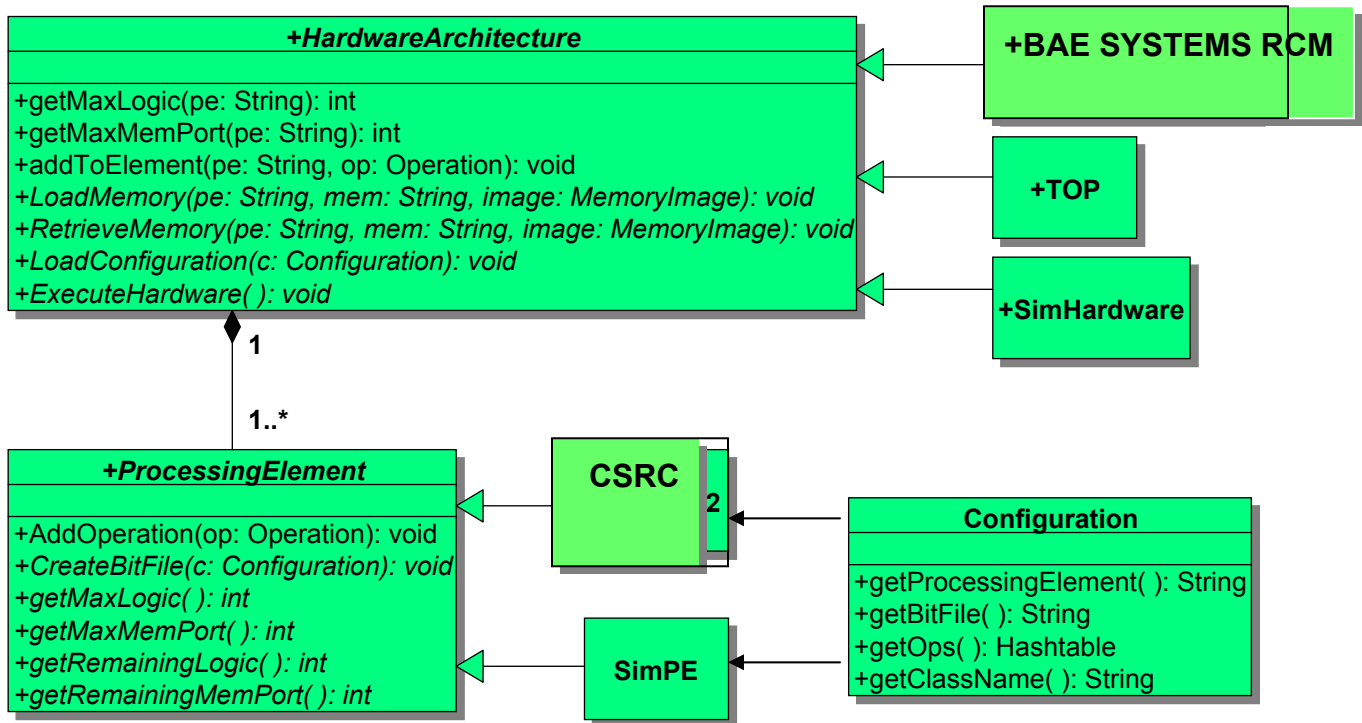 +HardwareArchitecture
+getMaxLogic(pe: String): int
+getMaxMemPort(pe: String): int
+addToElement(pe: String, op: Operation): void
+LoadMemory(pe: String, mem: String, image: MemoryImage): void
+RetrieveMemory(pe: String, mem: String, image: MemoryImage): void
+LoadConfiguration(c: Configuration): void
+ExecuteHardware( ): void
+BAE SYSTEMS RCM
+TOP
+SimHardware
1
1..*
+ProcessingElement
+AddOperation(op: Operation): void
+CreateBitFile(c: Configuration): void
+getMaxLogic( ): int
+getMaxMemPort( ): int
+getRemainingLogic( ): int
+getRemainingMemPort( ): int
CSRC
2
SimPE
Configuration
+getProcessingElement( ): String
+getBitFile( ): String
+getOps( ): Hashtable
+getClassName( ): String